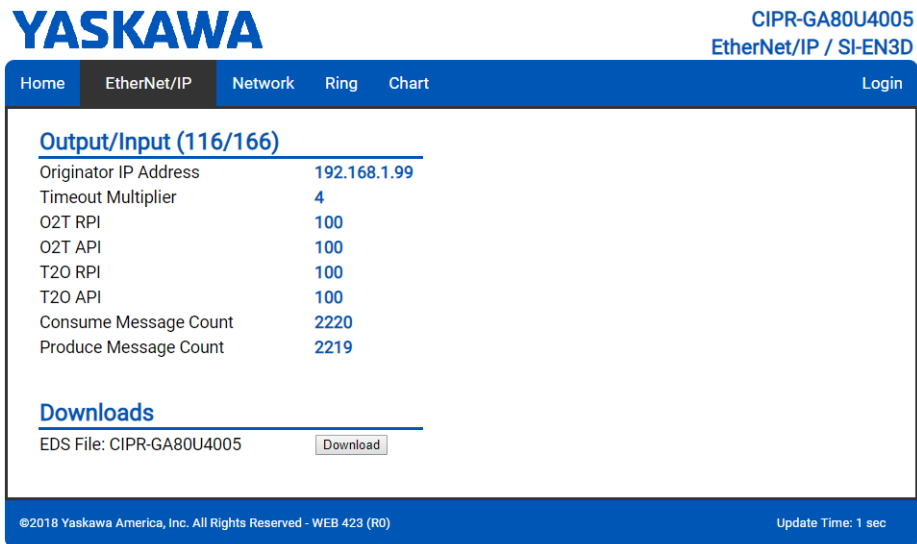 YASKAWA
CIPR-GA80U4005
EtherNet/IP / SI-EN3D
Home EtherNet/IP Network Ring Chart Login
Output/Input (116/166)
Originator IP Address 192.168.1.99
Timeout Multiplier 4
O2T RPI 100
O2T API 100
T2O RPI 100
T2O API 100
Consume Message Count 2220
Produce Message Count 2219
Downloads
EDS File: CIPR-GA80U4005 Download
©2018 Yaskawa America, Inc. All Rights Reserved - WEB 423 (R0) Update Time: 1 sec